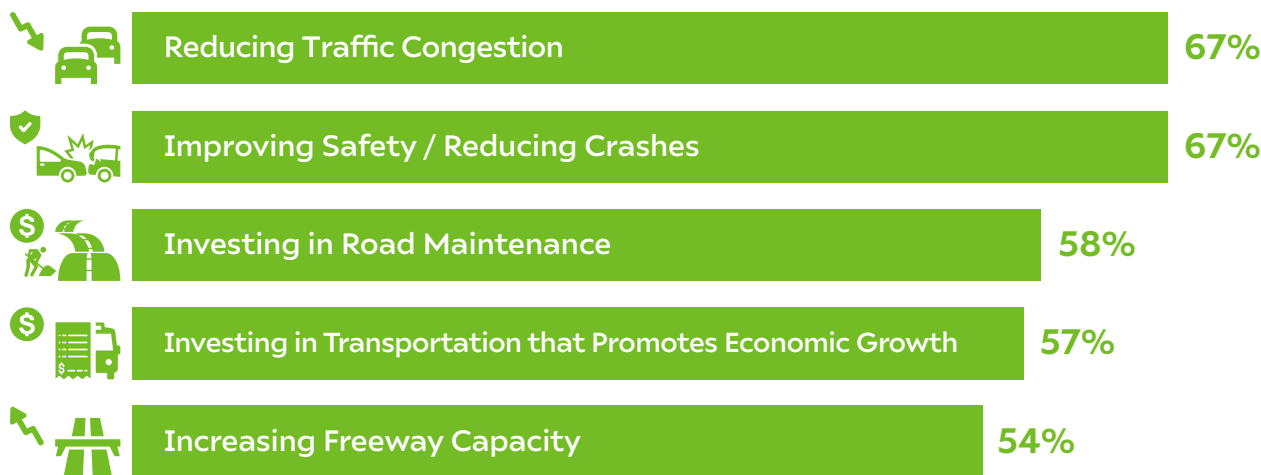 Reducing Traffic Congestion 67%
Improving Safety / Reducing Crashes 67%
$ Investing in Road Maintenance 58%
$ $ Investing in Transportation that Promotes Economic Growth 57%
Increasing Freeway Capacity 54%